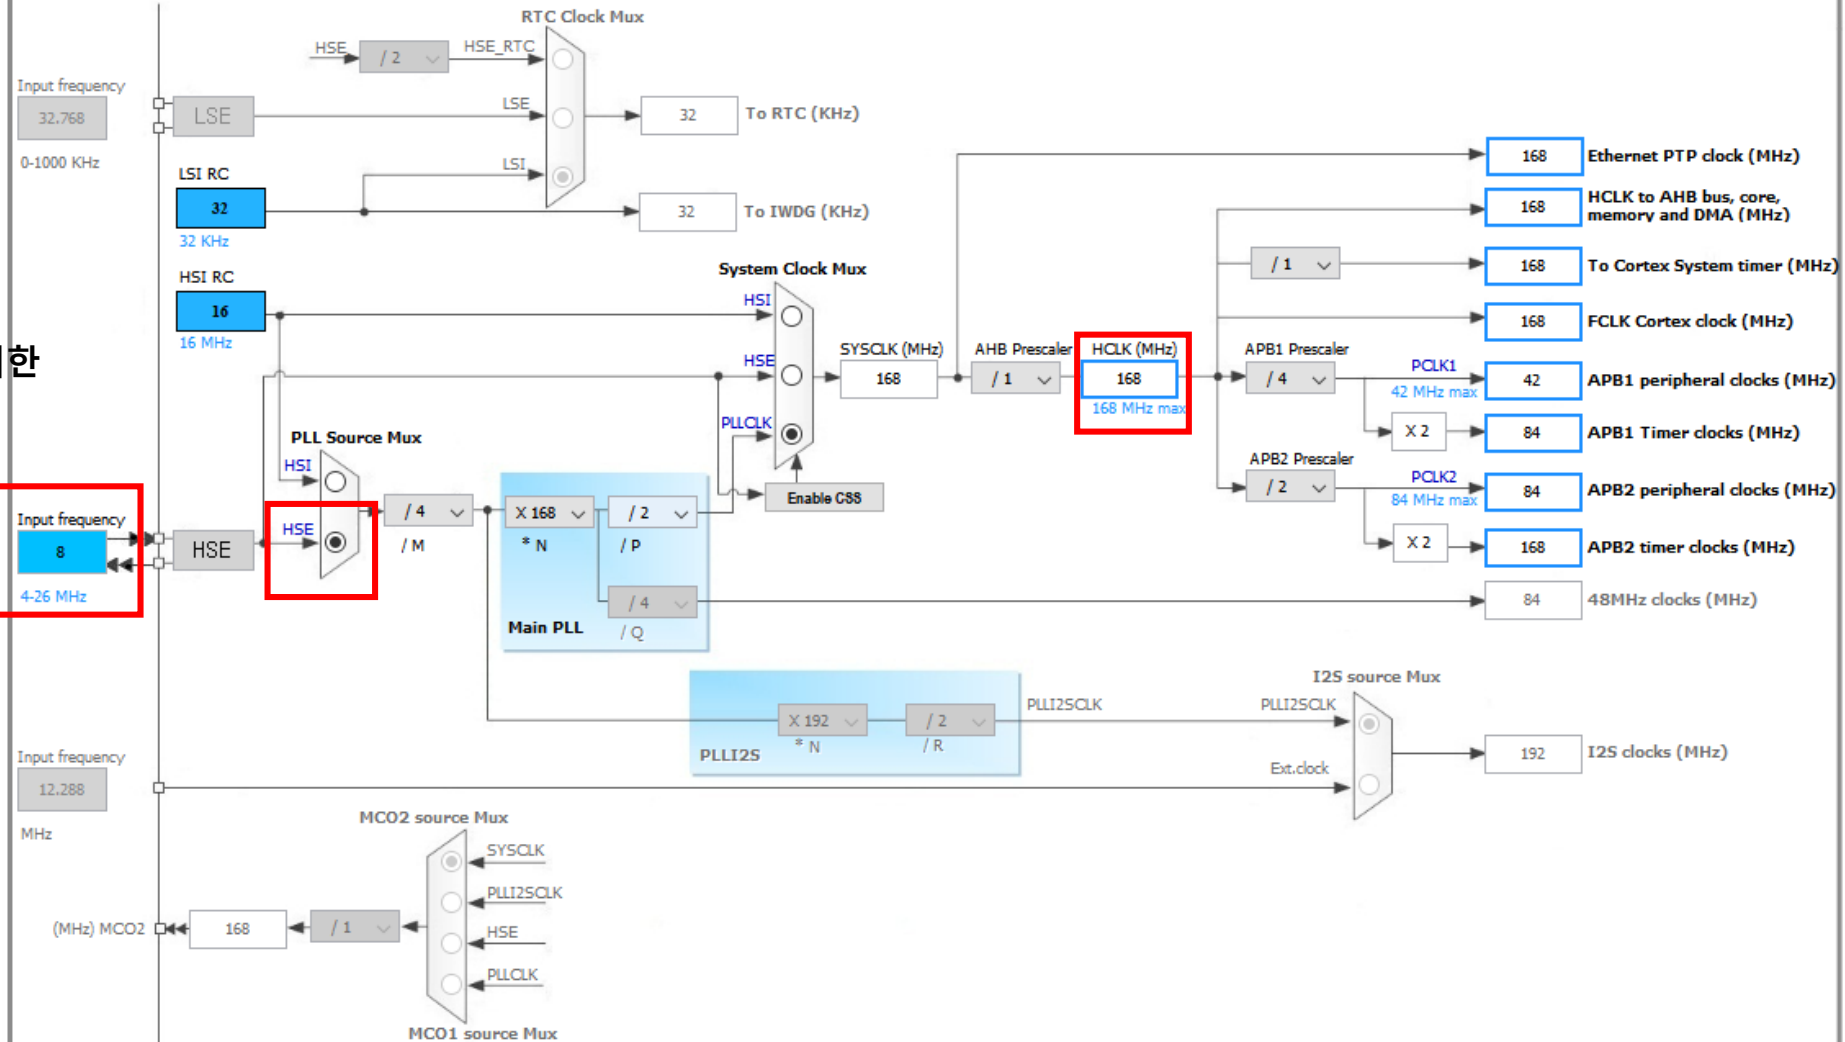 RTC Clock Mux
HSE
/ 2
HSE_RTC
Input frequency
32.768
0-1000 KHz
LSE
LSE
32
To RTC (KHz)
LSI
LSI RC
32
32 KHz
32
To IWDG (KHz)
168
Ethernet PTP clock (MHz)
168
HCLK to AHB bus, core,
memory and DMA (MHz)
/ 1
168
To Cortex System timer (MHz)
168
FCLK Cortex clock (MHz)
HSI RC
16
16 MHz
System Clock Mux
HSI
HSE
PLLCLK
SYSCLK (MHz)
168
AHB Prescaler
/ 1
HCLK (MHz)
168
168 MHz max
APB1 Prescaler
/ 4
PCLK1
42 MHz max
42
APB1 peripheral clocks (MHz)
X 2
84
APB1 Timer clocks (MHz)
APB2 Prescaler
/ 2
PCLK2
84 MHz max
84
APB2 peripheral clocks (MHz)
X 2
168
APB2 timer clocks (MHz)
Enable CSS
PLL Source Mux
HSI
HSE
Input frequency
8
4-26 MHz
HSE
/ 4
/ M
X 168
* N
/ 2
/ P
/ 4
/ Q
Main PLL
84
48MHz clocks (MHz)
X 192
* N
/ 2
/ R
PLLI2S
PLLI2SCLK
I2S source Mux
PLLI2SCLK
Ext.clock
192
I2S clocks (MHz)
Input frequency
12.288
MHz
MCO2 source Mux
SYSCLK
PLLI2SCLK
HSE
PLLCLK
(MHz) MCO2
168
/ 1
MCO1 source Mux